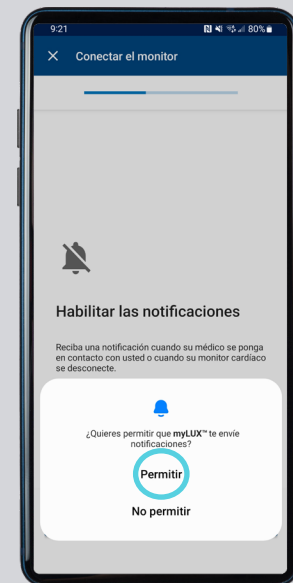 9:21
80%
Conectar el monitor
Habilitar las notificaciones
Reciba una notificación cuando su médico se ponga
en contacto con usted o cuando su monitor cardíaco
se desconecte.
¿Quieres permitir que myLUX™ te envíe
notificaciones?
Permitir
No permitir